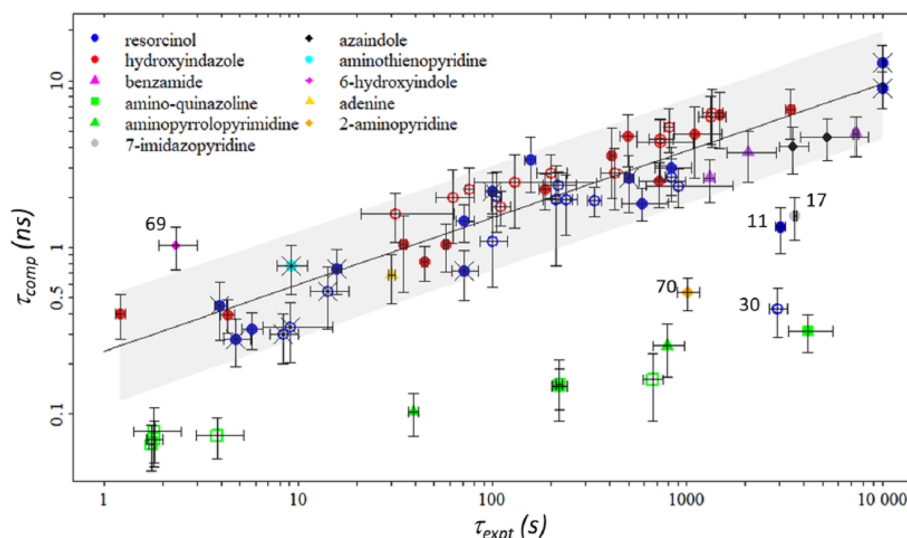 resorcinol
hydroxyindazole
benzamide
amino-quinazoline
aminopyrrolopyrimidine
7-imidazopyridine
azaindole
aminothienopyridine
6-hydroxyindole
adenine
2-aminopyridine
10
1
0.5
0.1
τcomp (ns)
69
11
17
70
30
1
10
100
1000
10 000
τexpt (s)